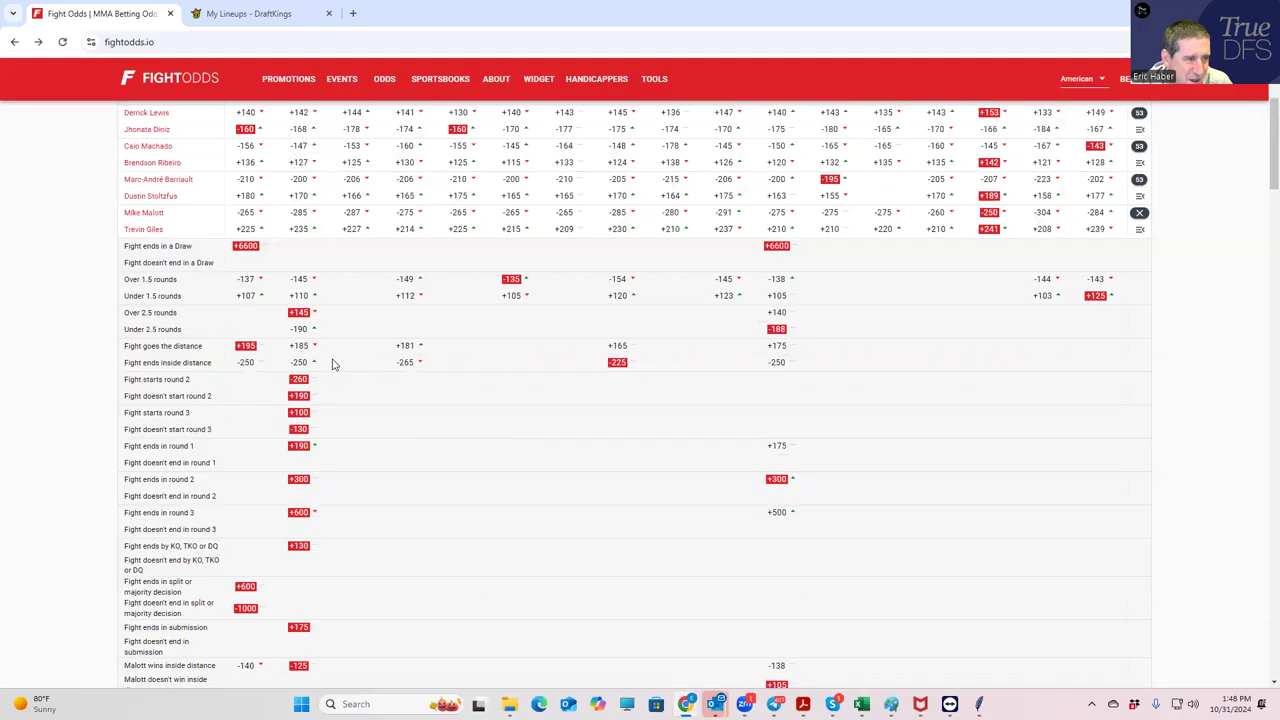 Fight Odds | MMA Betting Odd
My Lineups - DraftKings
fightodds.io
True
DFS
Eric Haber
FIGHTODDS
PROMOTIONS EVENTS ODDS SPORTSBOOKS ABOUT WIDGET HANDICAPPERS TOOLS
American
BE
Derrick Lewis +140 +142 +144 +141 +130 +140 +143 +145 +136 +147 +140 +143 +135 +143 +153 +133 +149 53
Jhonata Diniz -160 -168 -178 -174 -160 -170 -177 -175 -174 -170 -175 -180 -165 -170 -166 -184 -167
Caio Machado -156 -147 -153 -160 -155 -145 -164 -148 -178 -145 -150 -165 -165 -160 -145 -167 -143 53
Brendson Ribeiro +136 +127 +125 +130 +125 +115 +133 +124 +138 +126 +120 +132 +135 +135 +142 +121 +128
Marc-André Barriault -210 -200 -206 -206 -210 -200 -200 -205 -215 -206 -200 -195 -205 -207 -223 -202 53
Dustin Stoltzfus +180 +170 +166 +165 +175 +165 +155 +170 +164 +175 +163 +155 +170 +189 +158 +177
Mike Malott -265 -285 -287 -275 -265 -265 -265 -285 -280 -291 -275 -275 -275 -260 -250 -304 -284
Trevin Giles +225 +235 +227 +214 +225 +215 +209 +230 +210 +237 +210 +210 +220 +210 +241 +208 +239
Fight ends in a Draw +6600 +6600
Fight doesn't end in a Draw
Over 1.5 rounds -137 -145 -149 -135 -154 -145 -138 -144 -143
Under 1.5 rounds +107 +110 +112 +105 +120 +123 +105 +103 +125
Over 2.5 rounds +145 +140
Under 2.5 rounds -190 -188
Fight goes the distance +195 +185 +181 +165 +175
Fight ends inside distance -250 -250 -265 -225 -250
Fight starts round 2 -260
Fight doesn't start round 2 +190
Fight starts round 3 +100
Fight doesn't start round 3 -130
Fight ends in round 1 +190 +175
Fight doesn't end in round 1
Fight ends in round 2 +300 +300
Fight doesn't end in round 2
Fight ends in round 3 +600 +500
Fight doesn't end in round 3
Fight ends by KO, TKO or DQ +130
Fight doesn't end by KO, TKO
or DQ
Fight ends in split or
majority decision +600
Fight doesn't end in split or
majority decision -1000
Fight ends in submission +175
Fight doesn't end in
submission
Malott wins inside distance -140 -125 -138
Malott doesn't win inside
+105
80°F
Sunny
Search
1:48 PM
10/31/2024